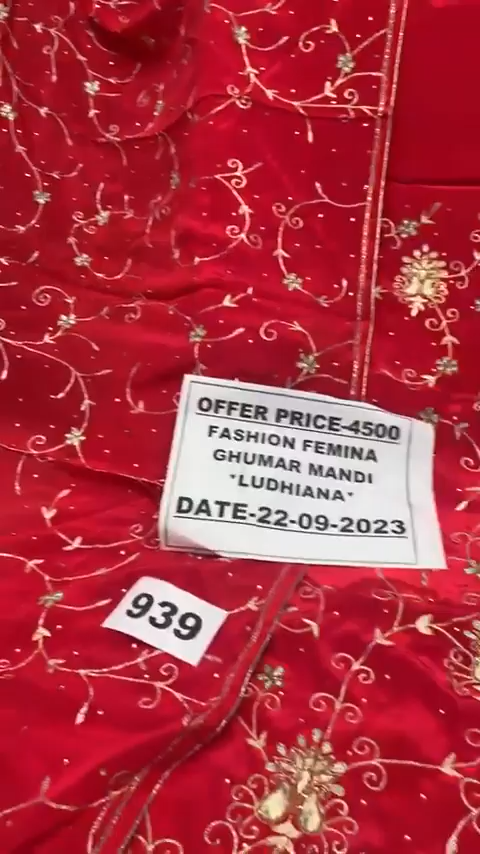 OFFER PRICE-4500
FASHION FEMINA
GHUMAR MANDI
*LUDHIANA*
DATE-22-09-2023
939